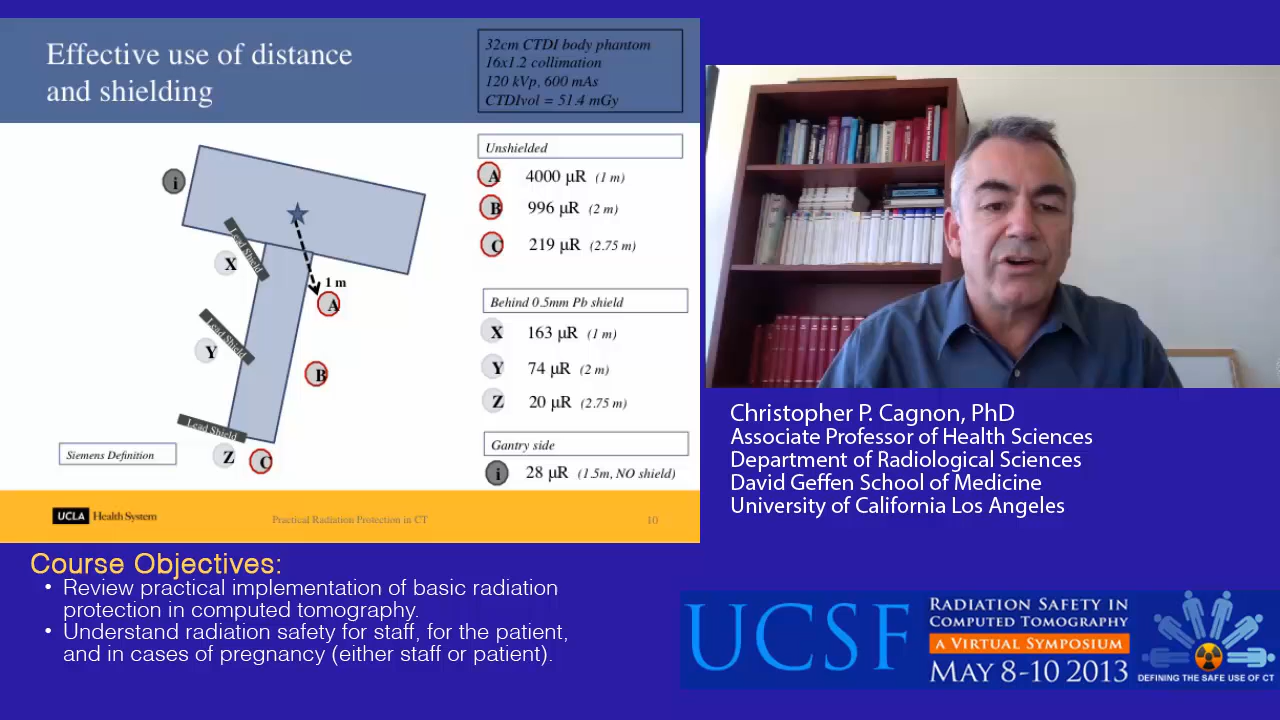 Effective use of distance
and shielding
32cm CTDI body phantom
16x1.2 collimation
120 kVp, 600 mAs
CTDIvol = 51.4 mGy
i
Lead Shield
X
1 m
A
Lead Shield
Y
B
Lead Shield
Z
C
Siemens Definition
Unshielded
A 4000 µR (1 m)
B 996 µR (2 m)
C 219 µR (2.75 m)
Behind 0.5mm Pb shield
X 163 µR (1 m)
Y 74 µR (2 m)
Z 20 µR (2.75 m)
Gantry side
i 28 µR (1.5m, NO shield)
UCLA Health System
Practical Radiation Protection in CT
10
Christopher P. Cagnon, PhD
Associate Professor of Health Sciences
Department of Radiological Sciences
David Geffen School of Medicine
University of California Los Angeles
Course Objectives:
• Review practical implementation of basic radiation
protection in computed tomography.
• Understand radiation safety for staff, for the patient,
and in cases of pregnancy (either staff or patient).
UCSF
RADIATION SAFETY IN
COMPUTED TOMOGRAPHY
A VIRTUAL SYMPOSIUM
MAY 8-10 2013
DEFINING THE SAFE USE OF CT